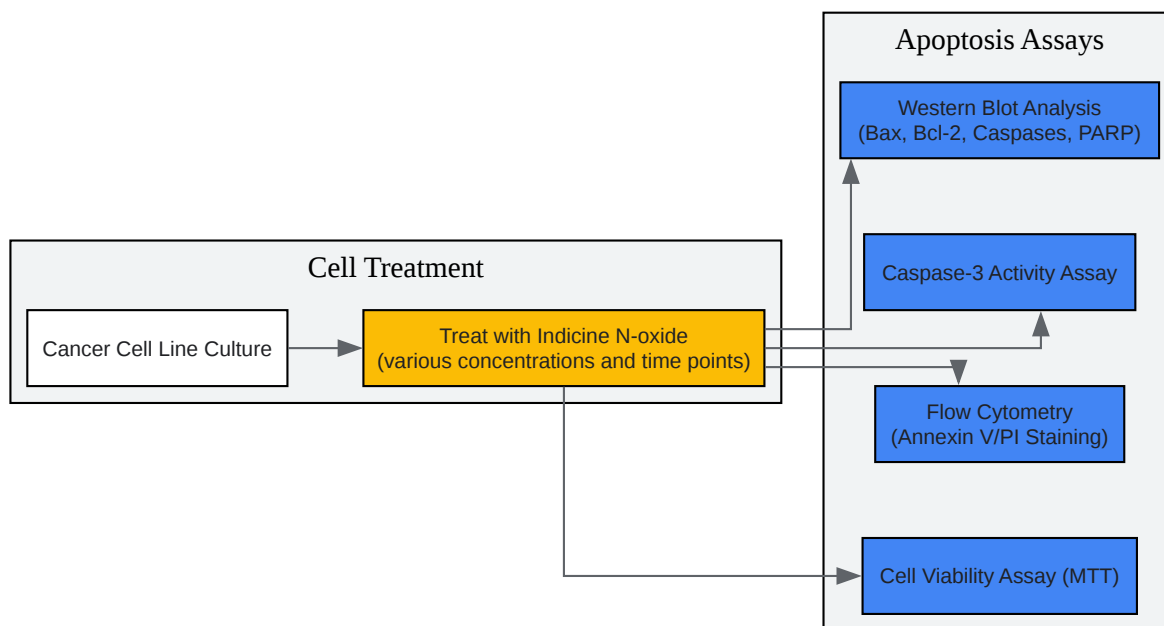 Apoptosis Assays
Western Blot Analysis
(Bax, Bcl-2, Caspases, PARP)
Cell Treatment
Caspase-3 Activity Assay
Cancer Cell Line Culture
Treat with Indicine N-oxide
(various concentrations and time points)
Flow Cytometry
(Annexin V/PI Staining)
Cell Viability Assay (MTT)